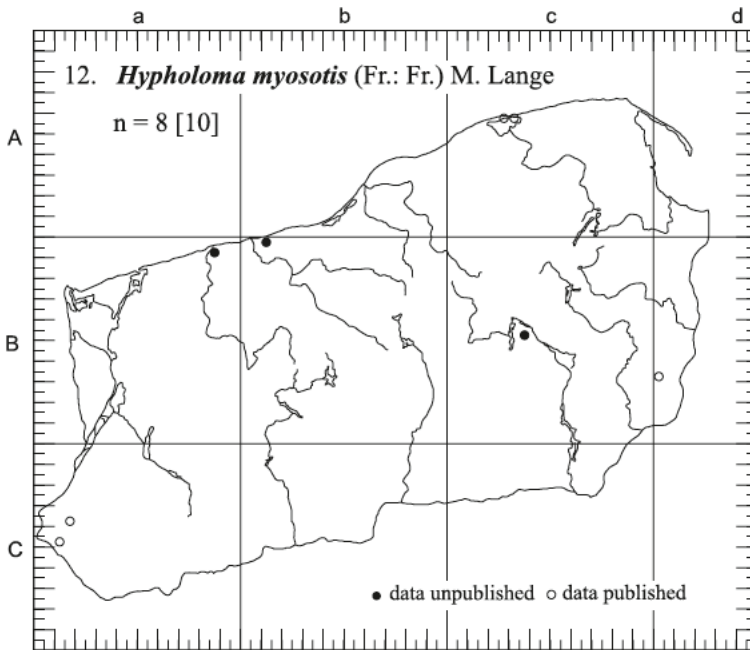 a b c d
12. Hypholoma myosotis (Fr.: Fr.) M. Lange
n = 8 [10]
A
B
C
data unpublished data published